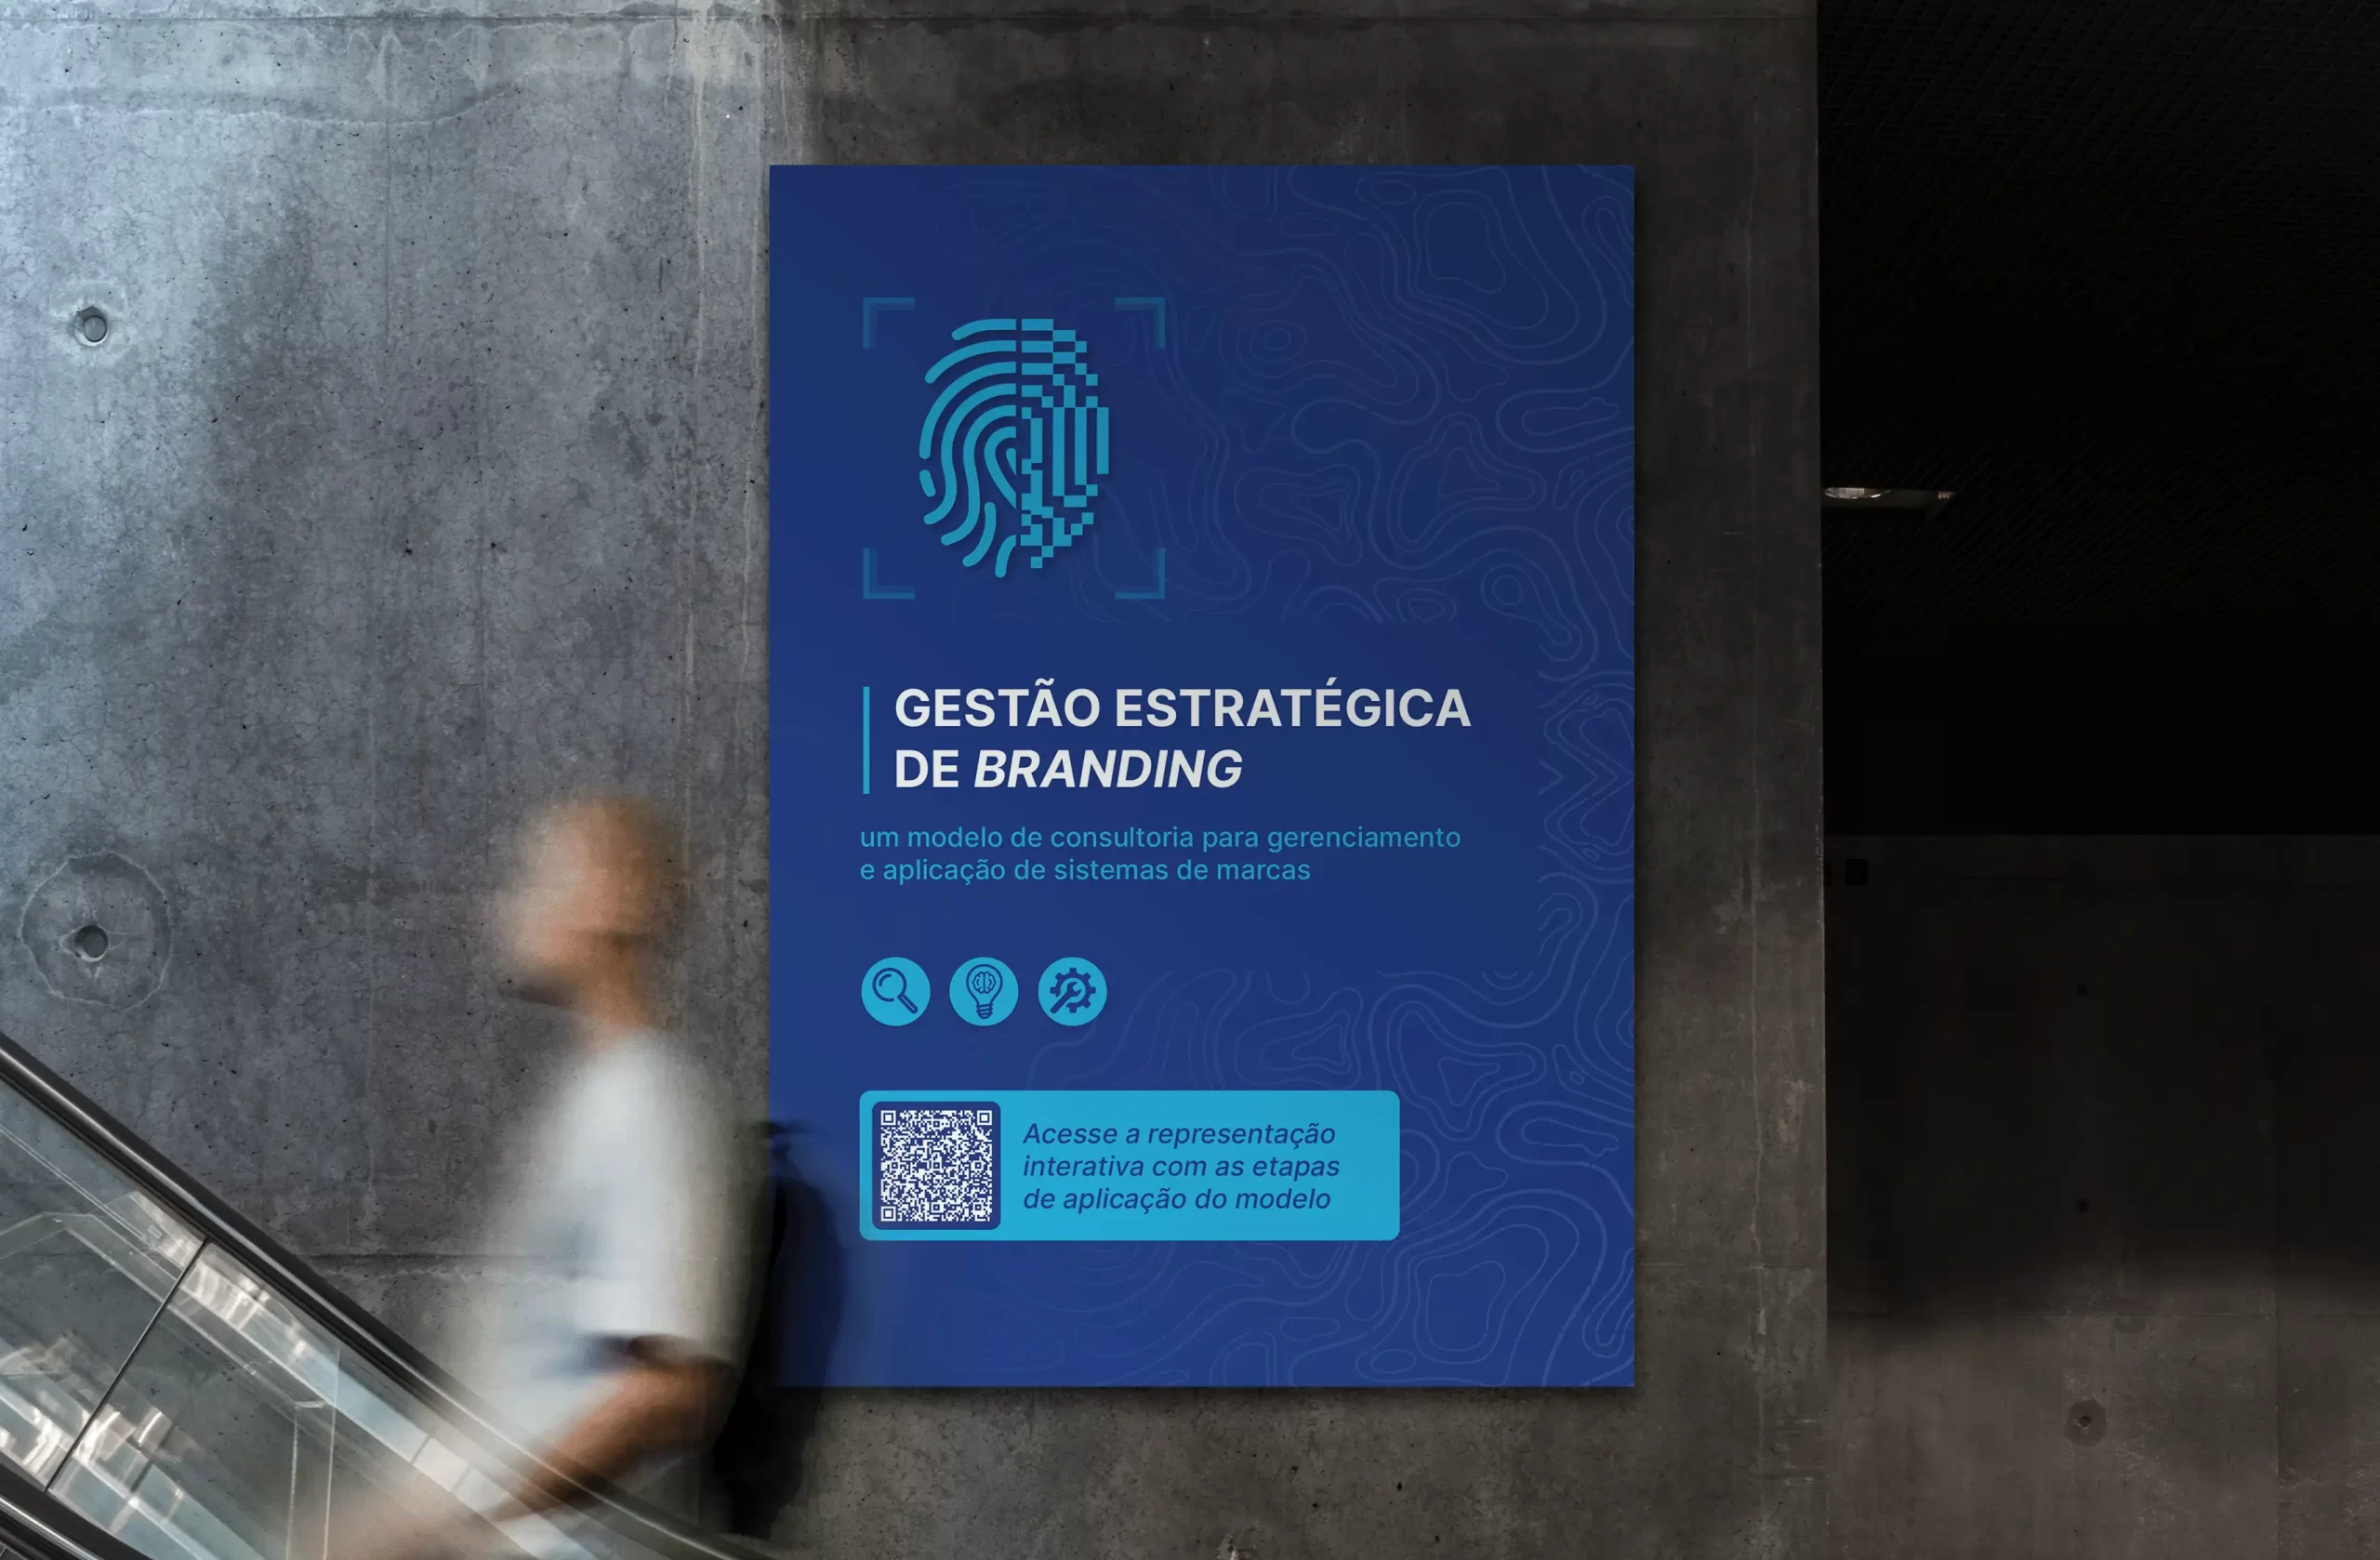 GESTÃO ESTRATÉGICA
DE BRANDING
um modelo de consultoria para gerenciamento
e aplicação de sistemas de marcas
Acesse a representação
interativa com as etapas
de aplicação do modelo